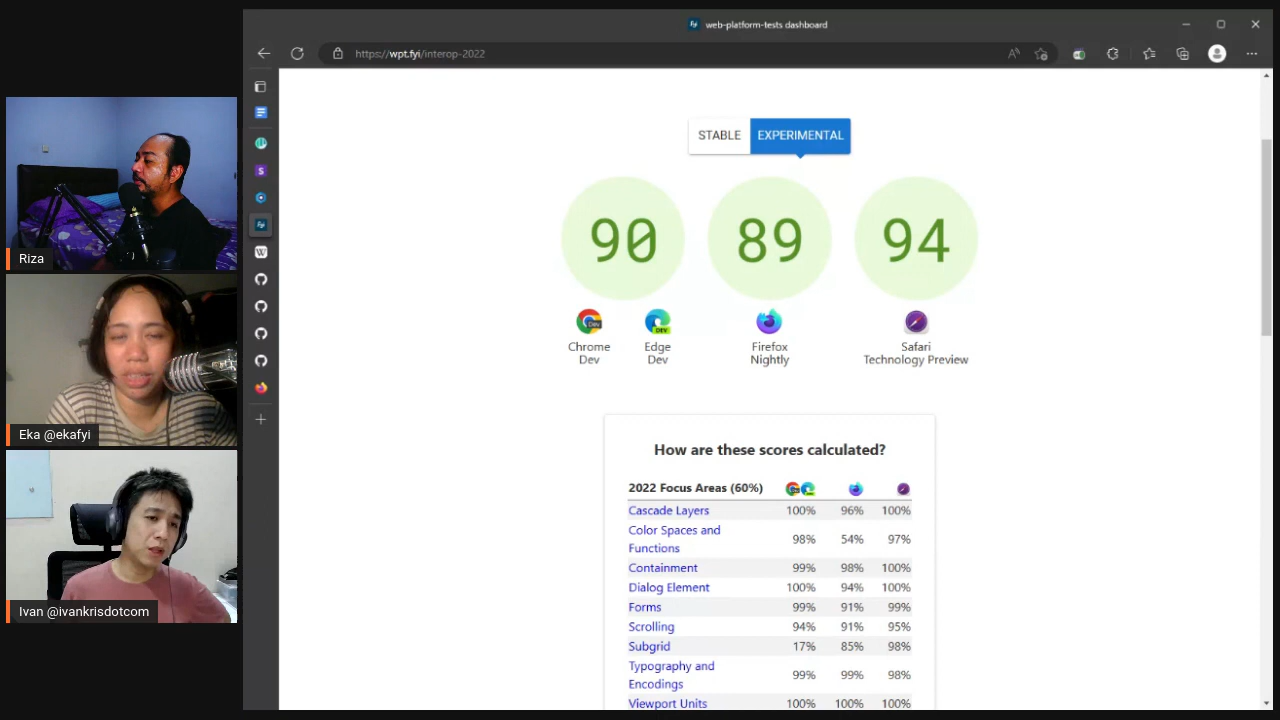 web-platform-tests dashboard
https://wpt.fyi/interop-2022
STABLE
EXPERIMENTAL
90
89
94
Chrome
Dev
Edge
Dev
Firefox
Nightly
Safari
Technology Preview
How are these scores calculated?
2022 Focus Areas (60%)
Cascade Layers 100% 96% 100%
Color Spaces and
Functions 98% 54% 97%
Containment 99% 98% 100%
Dialog Element 100% 94% 100%
Forms 99% 91% 99%
Scrolling 94% 91% 95%
Subgrid 17% 85% 98%
Typography and
Encodings 99% 99% 98%
Viewport Units 100% 100% 100%
Riza
Eka @ekafyi
Ivan @ivankrisdotcom